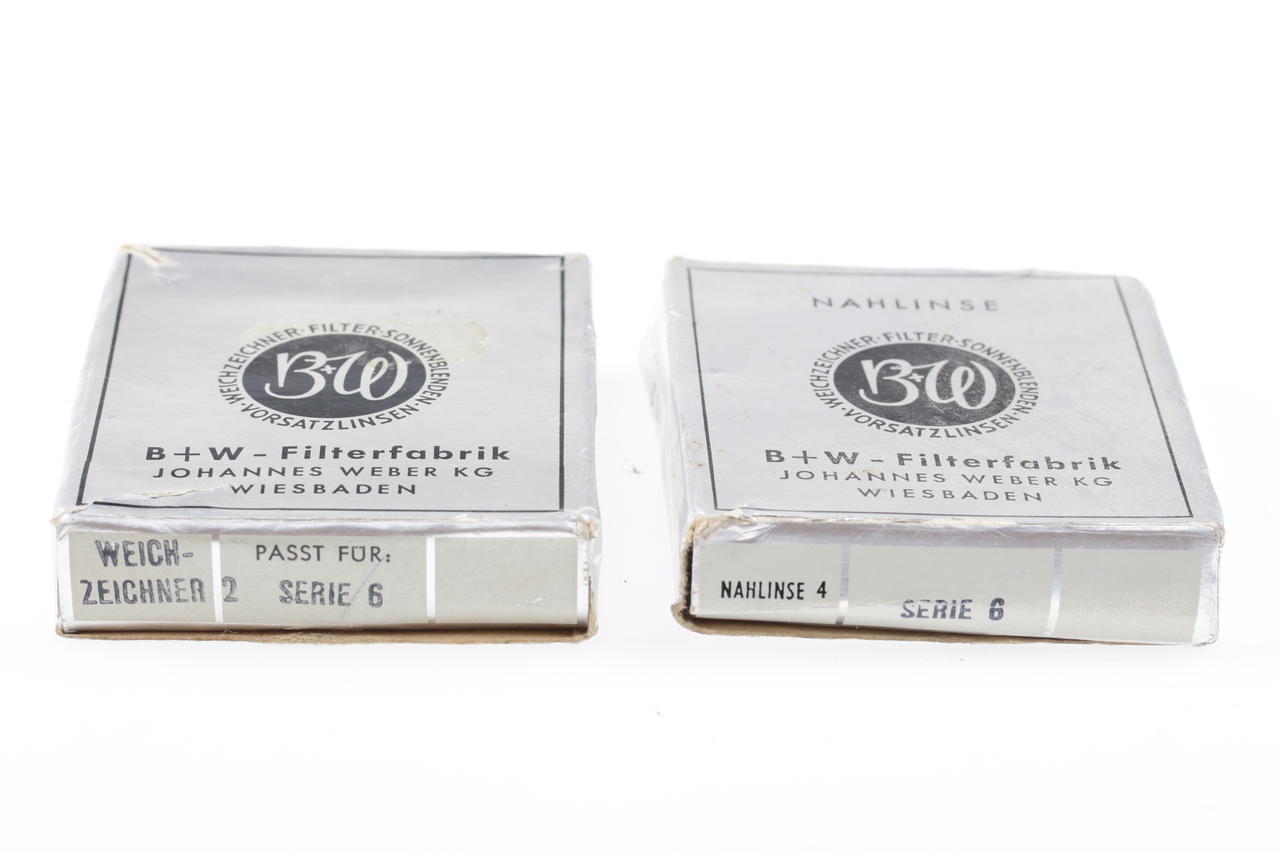 WEICHZEICHNER · FILTER · SONNENBLENDEN · VORSATZLINSEN ·
B+W
B+W - Filterfabrik
JOHANNES WEBER KG
WIESBADEN
WEICH-
ZEICHNER 2
PASST FÜR:
SERIE 6
NAHLINSE
WEICHZEICHNER · FILTER · SONNENBLENDEN · VORSATZLINSEN ·
B+W
B+W - Filterfabrik
JOHANNES WEBER KG
WIESBADEN
NAHLINSE 4
SERIE 6